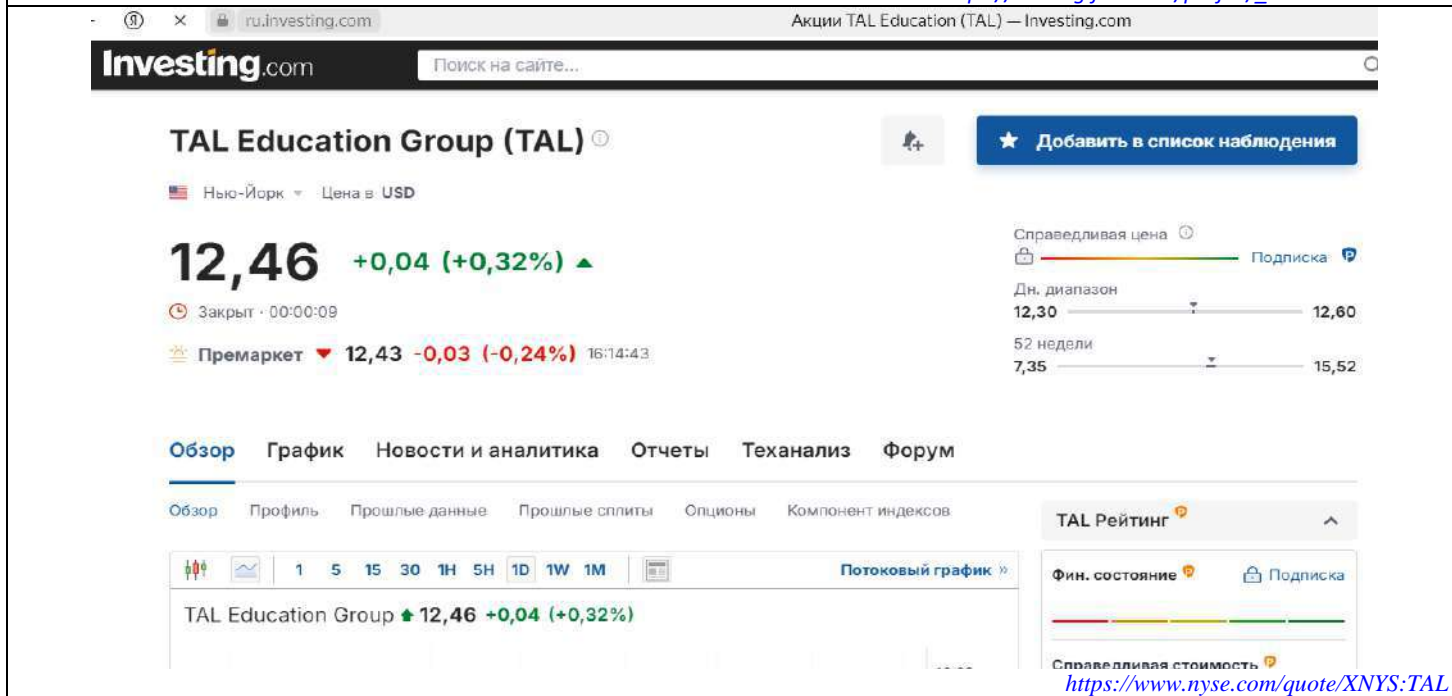 ru.investing.com
Акции TAL Education (TAL) — Investing.com
Investing.com
Поиск на сайте...
TAL Education Group (TAL)
Добавить в список наблюдения
Нью-Йорк Цена в USD
12,46 +0,04 (+0,32%)
Закрыт · 00:00:09
Премаркет 12,43 -0,03 (-0,24%) 16:14:43
Справедливая цена
Подписка
Дн. диапазон
12,30 12,60
52 недели
7,35 15,52
Обзор График Новости и аналитика Отчеты Теханализ Форум
Обзор Профиль Прошлые данные Прошлые сплиты Опционы Компонент индексов
TAL Рейтинг
1 5 15 30 1H 5H 1D 1W 1M
Потоковый график »
Фин. состояние Подписка
TAL Education Group 12,46 +0,04 (+0,32%)
Справедливая стоимость
https://www.nyse.com/quote/XNYS:TAL